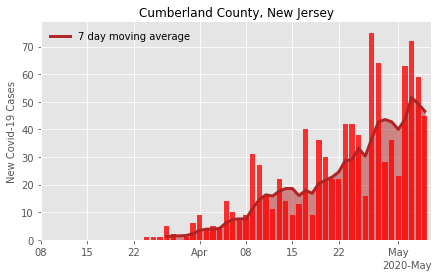 Cumberland County, New Jersey
7 day moving average
New Covid-19 Cases
70
60
50
40
30
20
10
0
08 15 22 Apr 08 15 22 May
2020-May